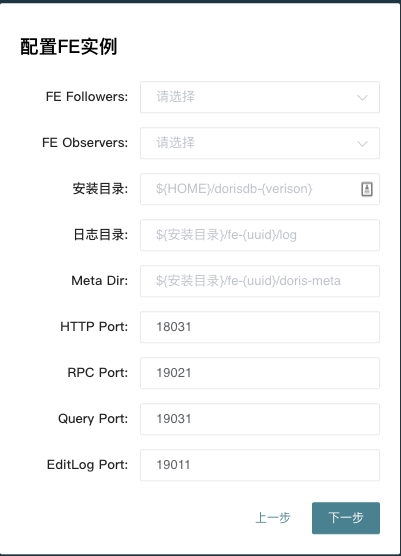 配置FE实例
FE Followers: 请选择
FE Observers: 请选择
安装目录: ${HOME}/dorisdb-{verison}
日志目录: ${安装目录}/fe-{uuid}/log
Meta Dir: ${安装目录}/fe-{uuid}/doris-meta
HTTP Port: 18031
RPC Port: 19021
Query Port: 19031
EditLog Port: 19011
上一步 下一步